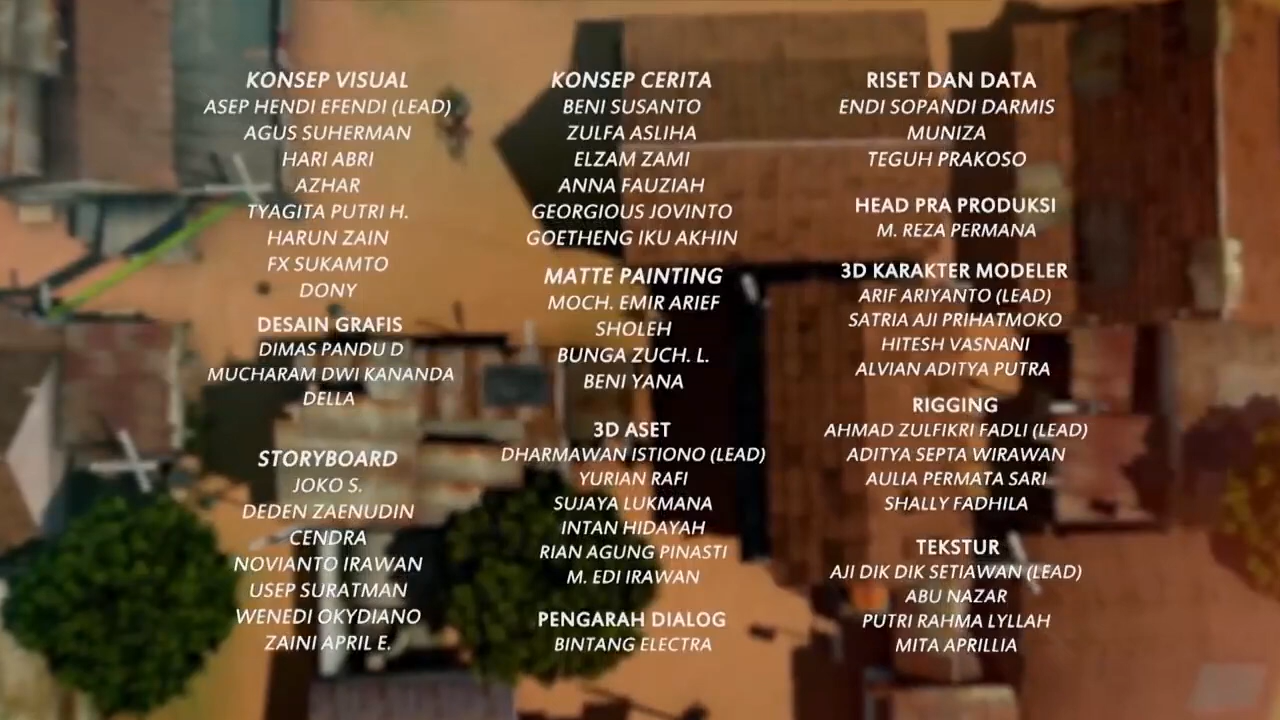 KONSEP VISUAL
ASEP HENDI EFENDI (LEAD)
AGUS SUHERMAN
HARI ABRI
AZHAR
TYAGITA PUTRI H.
HARUN ZAIN
FX SUKAMTO
DONY
DESAIN GRAFIS
DIMAS PANDU D
MUCHARAM DWI KANANDA
DELLA
STORYBOARD
JOKO S.
DEDEN ZAENUDIN
CENDRA
NOVIANTO IRAWAN
USEP SURATMAN
WENEDI OKYDIANO
ZAINI APRIL E.
KONSEP CERITA
BENI SUSANTO
ZULFA ASLIHA
ELZAM ZAMI
ANNA FAUZIAH
GEORGIOUS JOVINTO
GOETHENG IKU AKHIN
MATTE PAINTING
MOCH. EMIR ARIEF
SHOLEH
BUNGA ZUCH. L.
BENI YANA
3D ASET
DHARMAWAN ISTIONO (LEAD)
YURIAN RAFI
SUJAYA LUKMANA
INTAN HIDAYAH
RIAN AGUNG PINASTI
M. EDI IRAWAN
PENGARAH DIALOG
BINTANG ELECTRA
RISET DAN DATA
ENDI SOPANDI DARMIS
MUNIZA
TEGUH PRAKOSO
HEAD PRA PRODUKSI
M. REZA PERMANA
3D KARAKTER MODELER
ARIF ARIYANTO (LEAD)
SATRIA AJI PRIHATMOKO
HITESH VASNANI
ALVIAN ADITYA PUTRA
RIGGING
AHMAD ZULFIKRI FADLI (LEAD)
ADITYA SEPTA WIRAWAN
AULIA PERMATA SARI
SHALLY FADHILA
TEKSTUR
AJI DIK DIK SETIAWAN (LEAD)
ABU NAZAR
PUTRI RAHMA LYLLAH
MITA APRILLIA